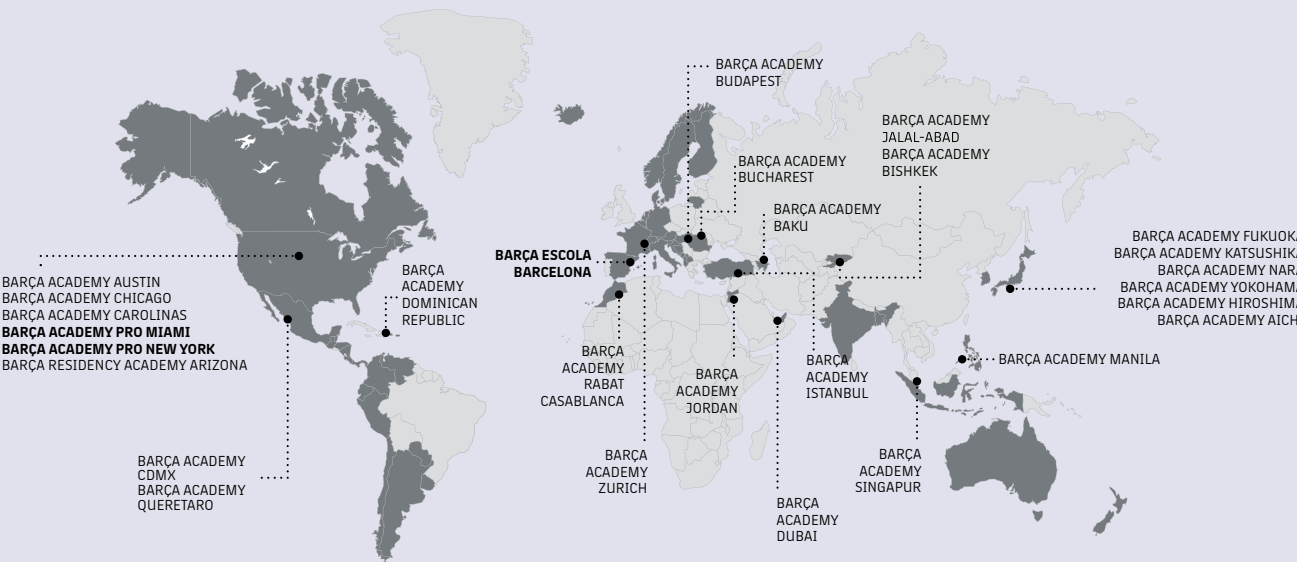 BARÇA ACADEMY
BUDAPEST
BARÇA ACADEMY
JALAL-ABAD
BARÇA ACADEMY
BISHKEK
BARÇA ACADEMY
BUCHAREST
BARÇA ACADEMY
BAKU
BARÇA ESCOLA
BARCELONA
BARÇA ACADEMY FUKUOKA
BARÇA ACADEMY KATSUSHIKA
BARÇA ACADEMY NARA
BARÇA ACADEMY YOKOHAMA
BARÇA ACADEMY HIROSHIMA
BARÇA ACADEMY AICH
BARÇA ACADEMY AUSTIN
BARÇA ACADEMY CHICAGO
BARÇA ACADEMY CAROLINAS
BARÇA ACADEMY PRO MIAMI
BARÇA ACADEMY PRO NEW YORK
BARÇA RESIDENCY ACADEMY ARIZONA
BARÇA
ACADEMY
DOMINICAN
REPUBLIC
BARÇA
ACADEMY
RABAT
CASABLANCA
BARÇA
ACADEMY
JORDAN
BARÇA
ACADEMY
ISTANBUL
BARÇA ACADEMY MANILA
BARÇA ACADEMY
CDMX
BARÇA ACADEMY
QUERETARO
BARÇA
ACADEMY
ZURICH
BARÇA
ACADEMY
SINGAPUR
BARÇA
ACADEMY
DUBAI